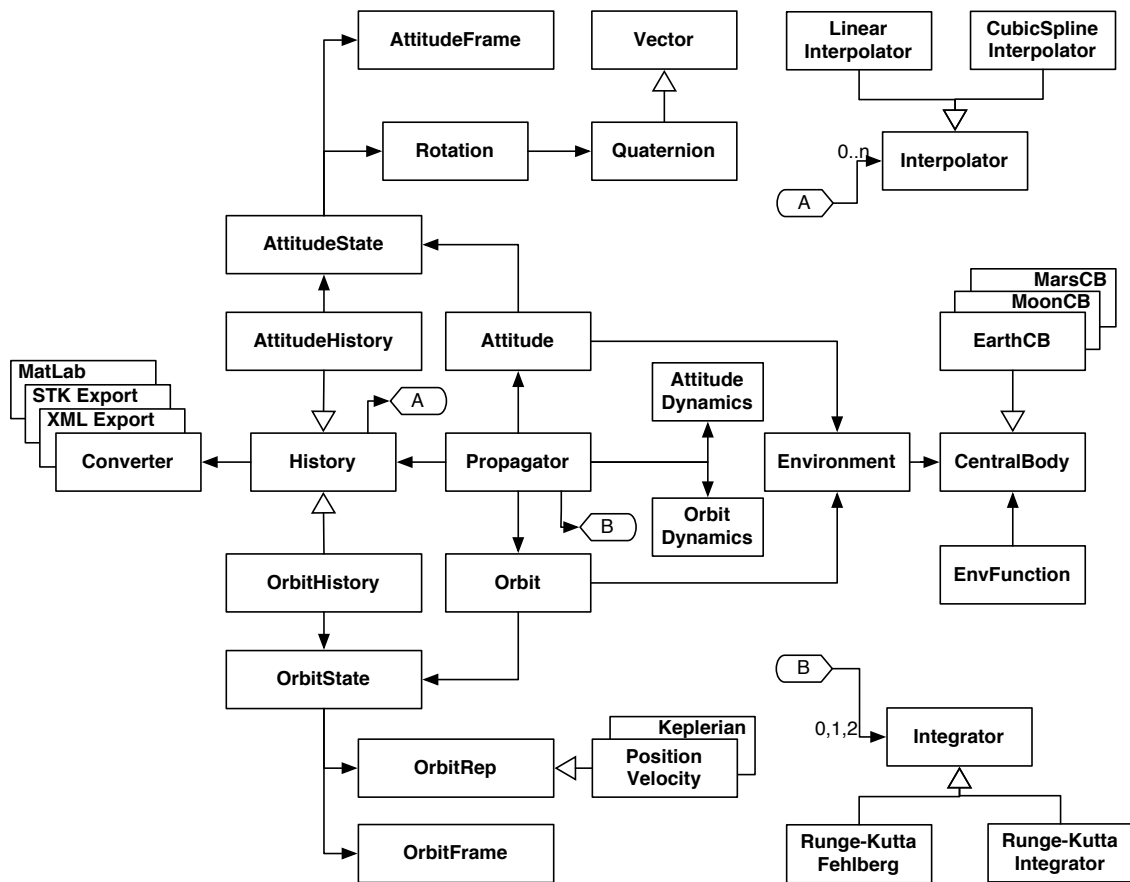 AttitudeFrame
Vector
Linear
Interpolator
CubicSpline
Interpolator
Rotation
Quaternion
0..n
Interpolator
A
AttitudeState
MarsCB
MoonCB
EarthCB
AttitudeHistory
Attitude
MatLab
STK Export
XML Export
Converter
A
Attitude
Dynamics
History
Propagator
Environment
CentralBody
B
Orbit
Dynamics
OrbitHistory
Orbit
EnvFunction
OrbitState
B
0,1,2
Integrator
Keplerian
Position
Velocity
OrbitRep
OrbitFrame
Runge-Kutta
Fehlberg
Runge-Kutta
Integrator